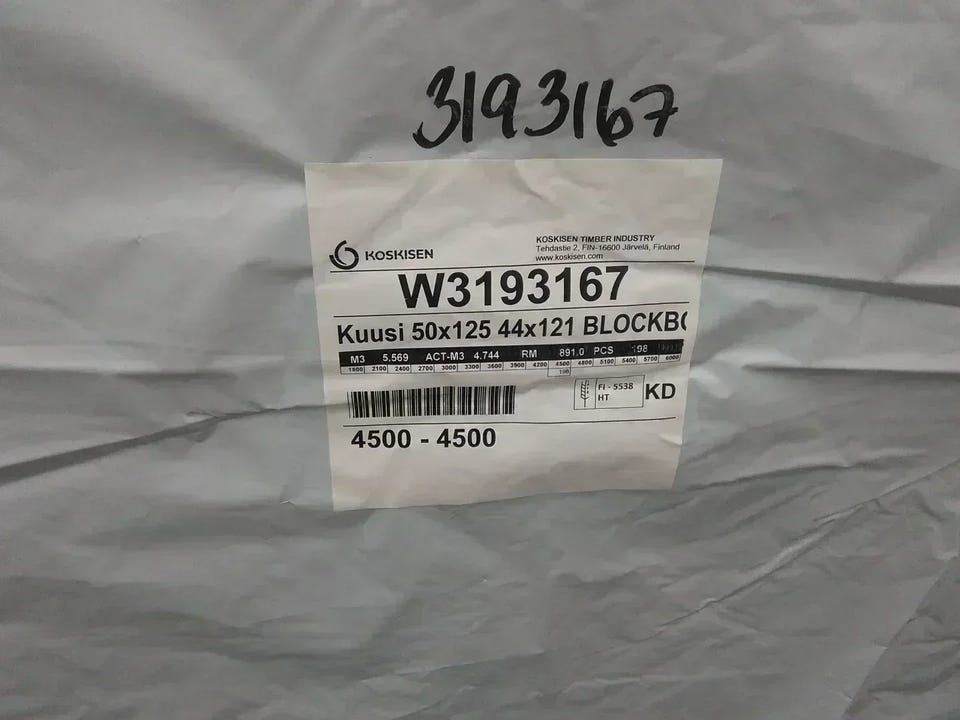 3193167
KOSKISEN
KOSKISEN TIMBER INDUSTRY
Tehdastie 2, FIN-16600 Järvelä, Finland
www.koskisen.com
W3193167
Kuusi 50x125 44x121 BLOCKBO
M3 5,569 ACT-M3 4.744 RM 891.0 PCS 198
1800 2100 2400 2700 3000 3300 3600 3900 4200 4500 4800 5100 5400 5700 6000
198
FI - 5538
HT
KD
4500 - 4500